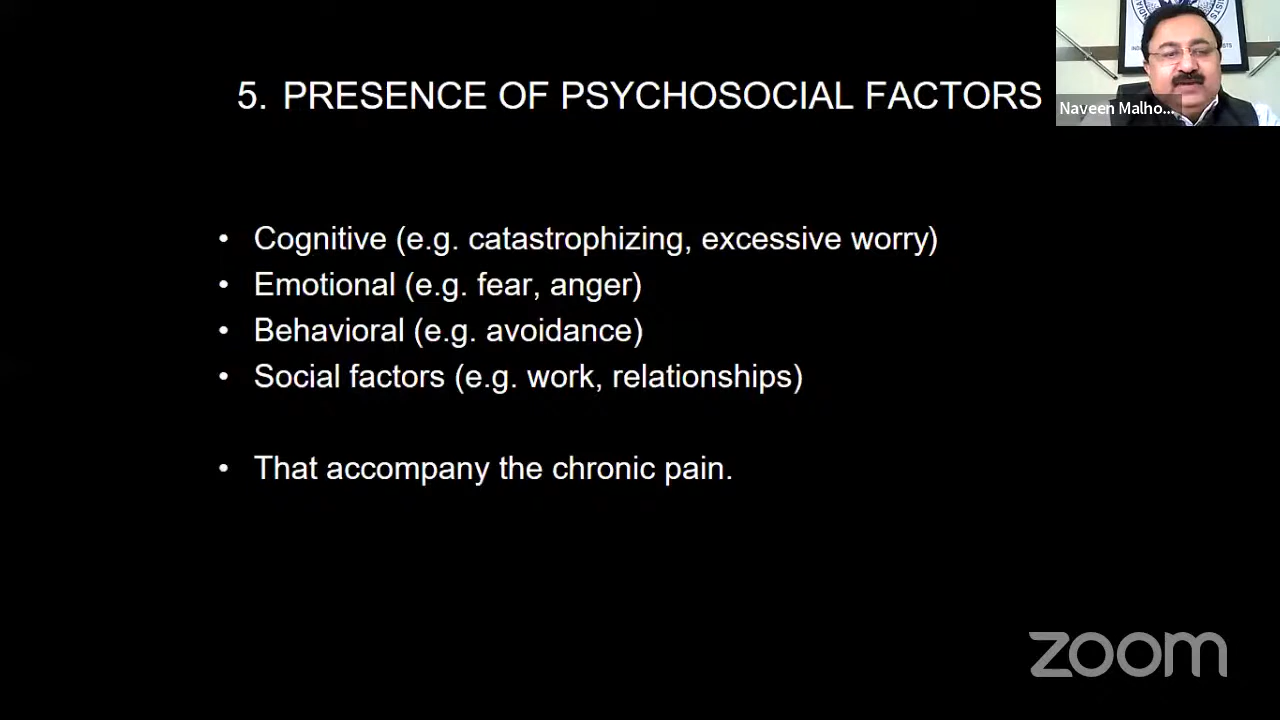 5. PRESENCE OF PSYCHOSOCIAL FACTORS
Naveen Malho...
• Cognitive (e.g. catastrophizing, excessive worry)
• Emotional (e.g. fear, anger)
• Behavioral (e.g. avoidance)
• Social factors (e.g. work, relationships)
• That accompany the chronic pain.
zoom